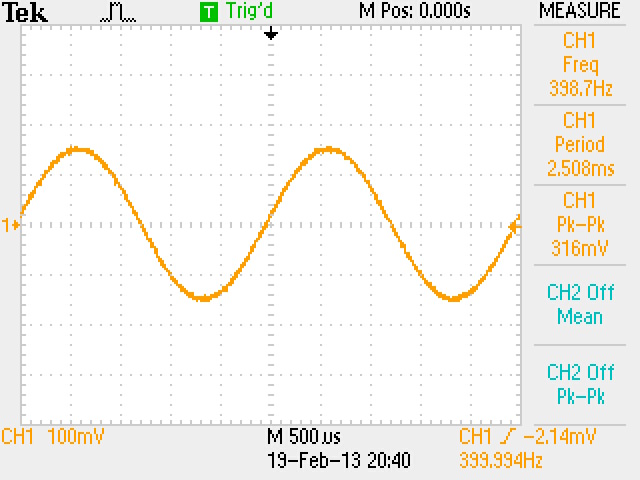 Tek T Trig'd M Pos: 0.000s MEASURE
CH1
Freq
398.7Hz
CH1
Period
2.508ms
CH1
Pk-Pk
316mV
CH2 Off
Mean
CH2 Off
Pk-Pk
1
CH1 100mV M 500µs CH1 -2.14mV
19-Feb-13 20:40 399.994Hz